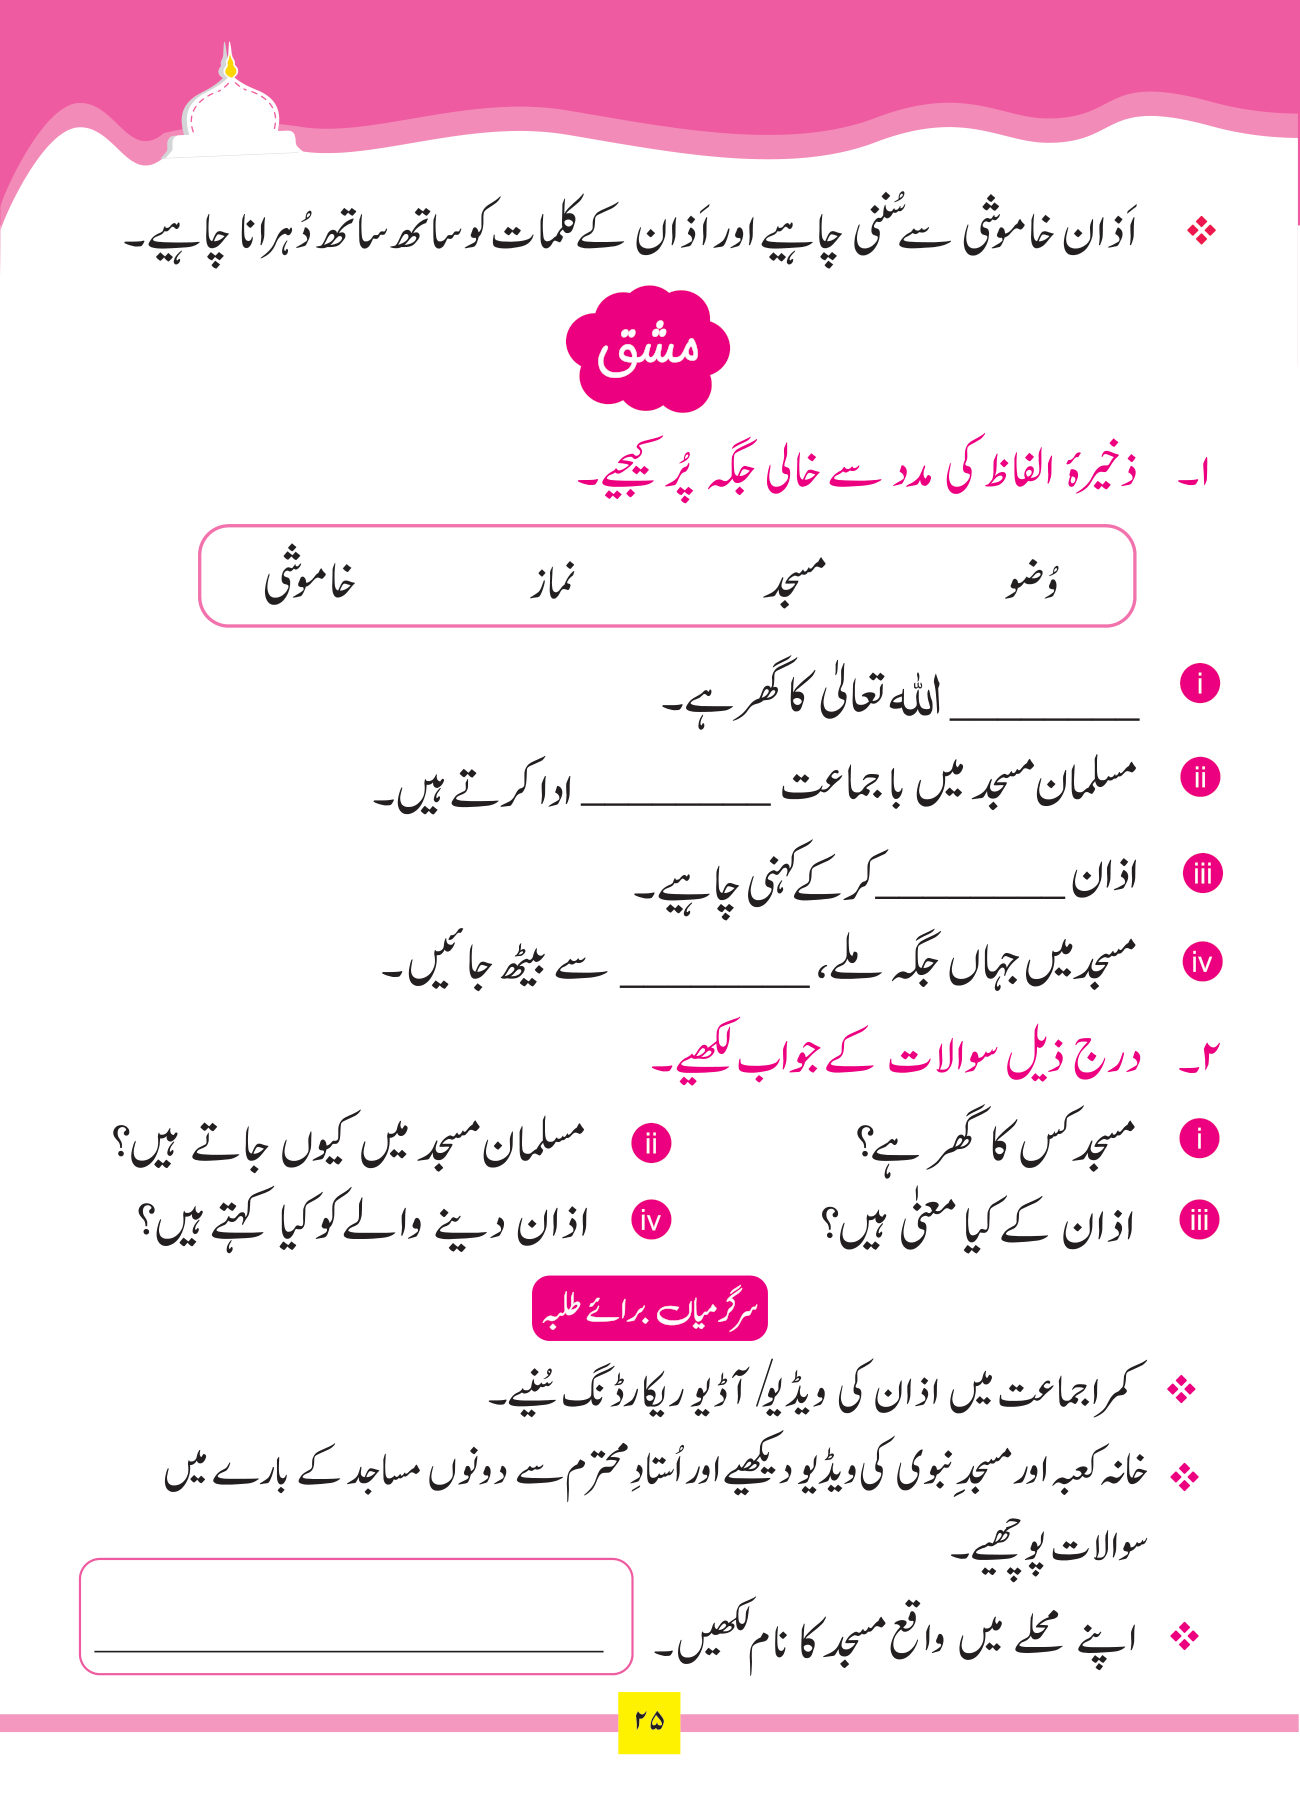 ❖ اَذان خاموشی سے سُننی چاہیے اور اَذان کے کلمات کو ساتھ ساتھ دُہرانا چاہیے۔
مشق
۱۔ ذخیرۂ الفاظ کی مدد سے خالی جگہ پُر کیجیے۔
وُضو مسجد نماز خاموشی
i ________ اللہ تعالیٰ کا گھر ہے۔
ii مسلمان مسجد میں با جماعت ________ ادا کرتے ہیں۔
iii اذان ________ کر کے کہنی چاہیے۔
iv مسجد میں جہاں جگہ ملے، ________ سے بیٹھ جائیں۔
۲۔ درج ذیل سوالات کے جواب لکھیے۔
i مسجد کس کا گھر ہے؟ ii مسلمان مسجد میں کیوں جاتے ہیں؟
iii اذان کے کیا معنیٰ ہیں؟ iv اذان دینے والے کو کیا کہتے ہیں؟
سرگرمیاں برائے طلبہ
❖ کمرا جماعت میں اذان کی ویڈیو/ آڈیو ریکارڈنگ سُنیے۔
❖ خانہ کعبہ اور مسجدِ نبوی کی ویڈیو دیکھیے اور اُستادِ محترم سے دونوں مساجد کے بارے میں
سوالات پوچھیے۔
❖ اپنے محلے میں واقع مسجد کا نام لکھیں۔ ________
۲۵